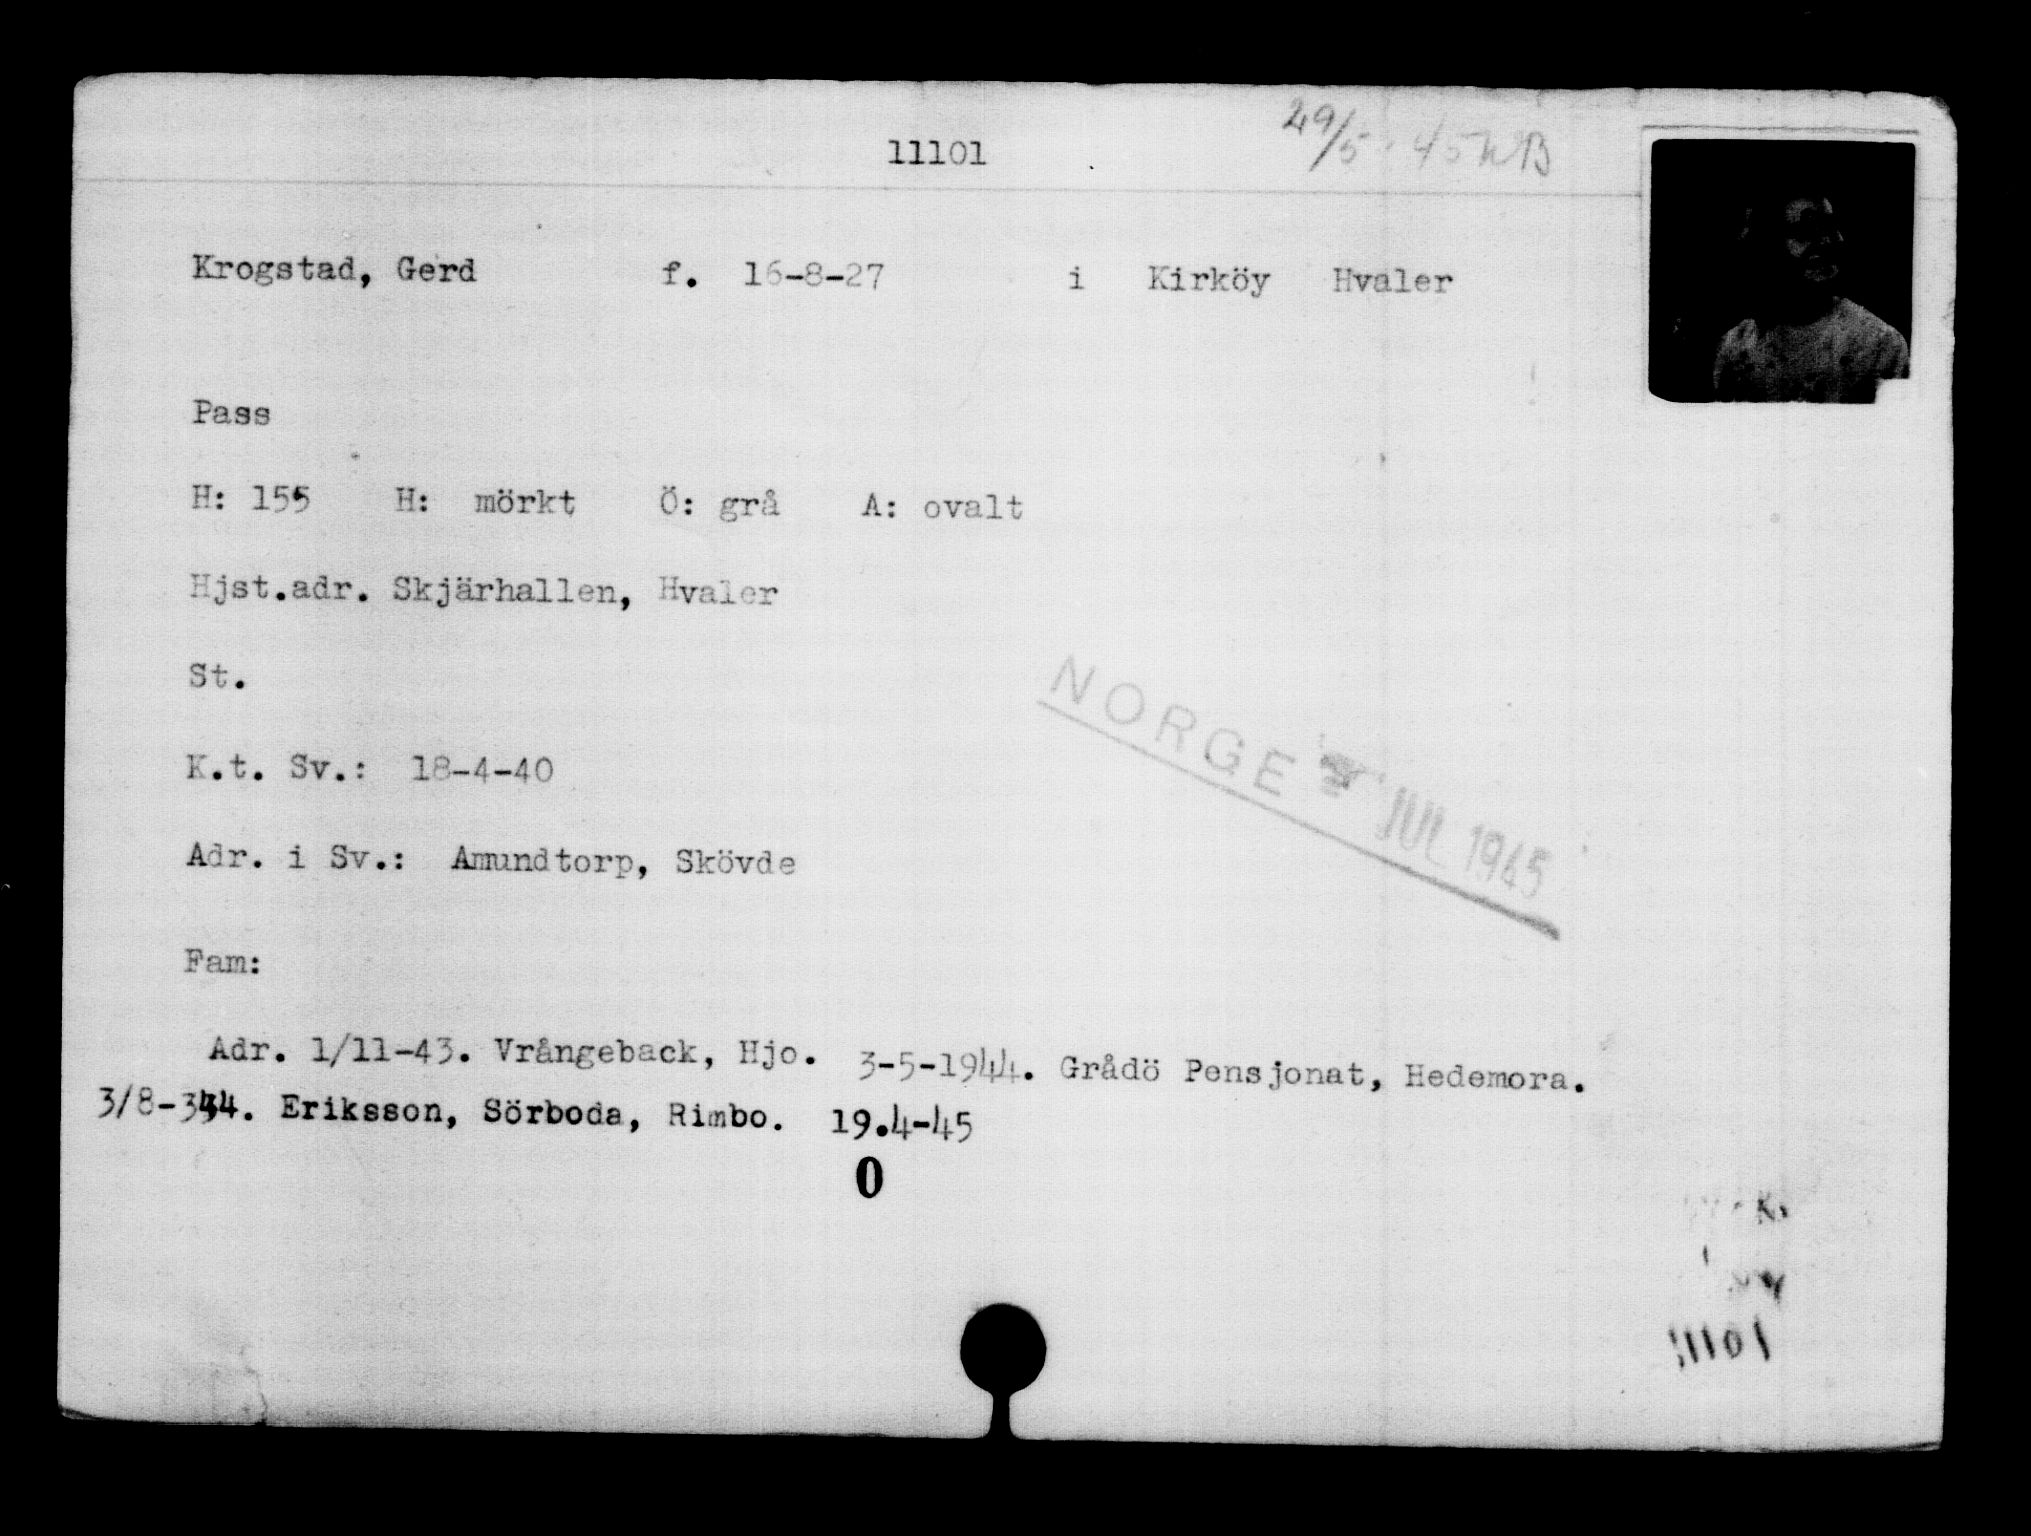 11101
29/5 - 45 WB
Krogstad, Gerd f. 16-8-27 i Kirköy Hvaler
Pass
H: 155 H: mörkt Ö: grå A: ovalt
Hjst.adr. Skjärhallen, Hvaler
St.
K.t. Sv.: 18-4-40
NORGE JUL 1945
Adr. i Sv.: Amundtorp, Skövde
Fam:
Adr. 1/11-43. Vrångeback, Hjo. 3-5-1944. Grådö Pensjonat, Hedemora.
3/8-44. Eriksson, Sörboda, Rimbo. 19.4-45
0
K.
11101